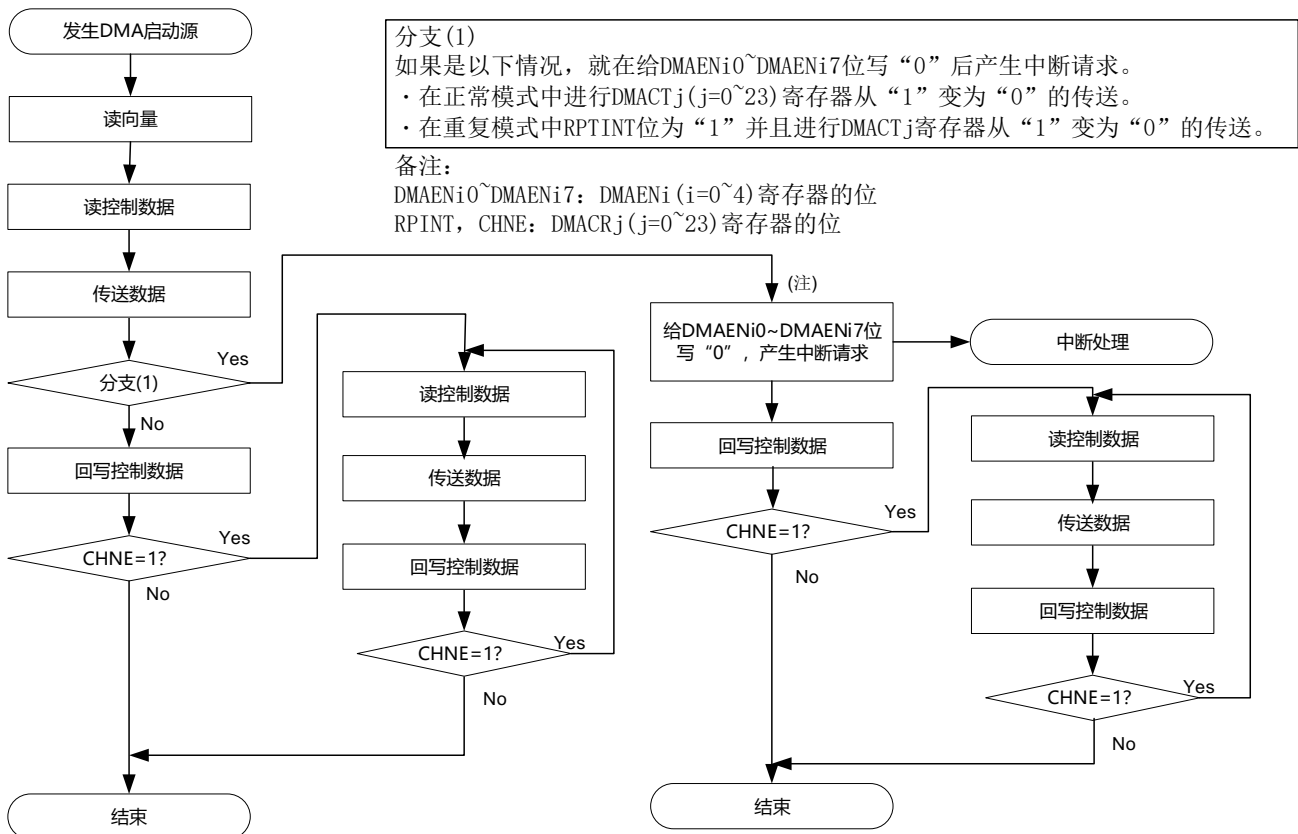 发生DMA启动源
读向量
读控制数据
传送数据
分支(1)
Yes
No
回写控制数据
CHNE=1?
Yes
No
结束
读控制数据
传送数据
回写控制数据
CHNE=1?
Yes
No
分支(1)
如果是以下情况，就在给DMAENi0~DMAENi7位写“0”后产生中断请求。
·在正常模式中进行DMACTj(j=0~23)寄存器从“1”变为“0”的传送。
·在重复模式中RPTINT位为“1”并且进行DMACTj寄存器从“1”变为“0”的传送。
备注：
DMAENi0~DMAENi7：DMAENi(i=0~4)寄存器的位
RPINT，CHNE：DMACRj(j=0~23)寄存器的位
(注)
给DMAENi0~DMAENi7位
写“0”，产生中断请求
中断处理
回写控制数据
CHNE=1?
Yes
No
结束
读控制数据
传送数据
回写控制数据
CHNE=1?
Yes
No